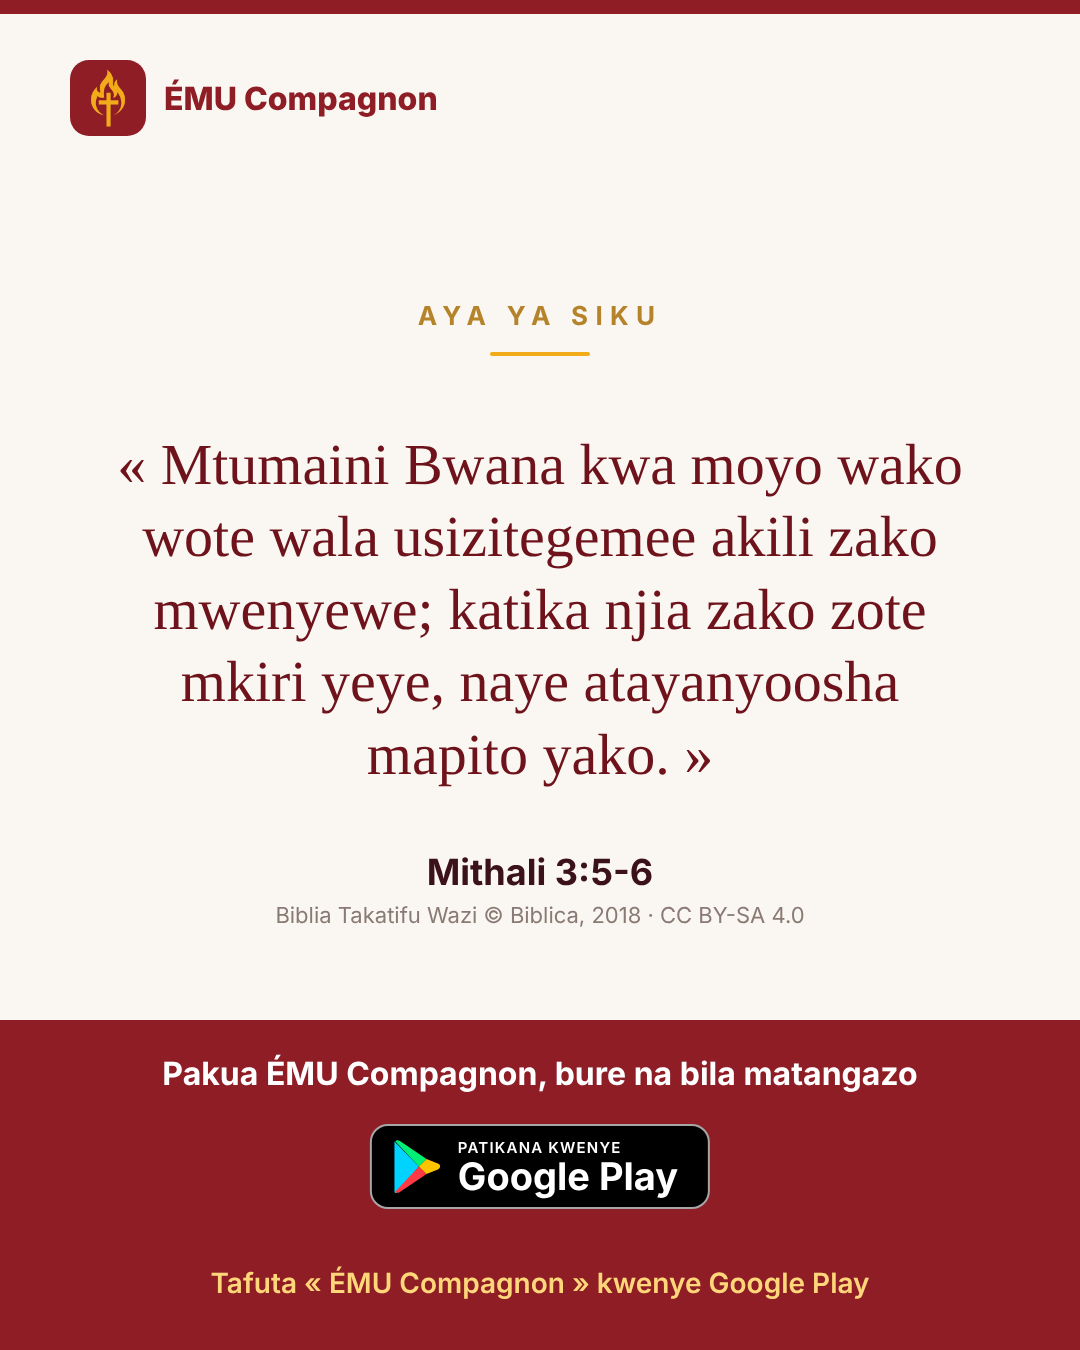 ÉMU Compagnon
AYA YA SIKU
« Mtumaini Bwana kwa moyo wako
wote wala usizitegemee akili zako
mwenyewe; katika njia zako zote
mkiri yeye, naye atayanyoosha
mapito yako. »
Mithali 3:5-6
Biblia Takatifu Wazi © Biblica, 2018 · CC BY-SA 4.0
Pakua ÉMU Compagnon, bure na bila matangazo
PATIKANA KWENYE
Google Play
Tafuta « ÉMU Compagnon » kwenye Google Play